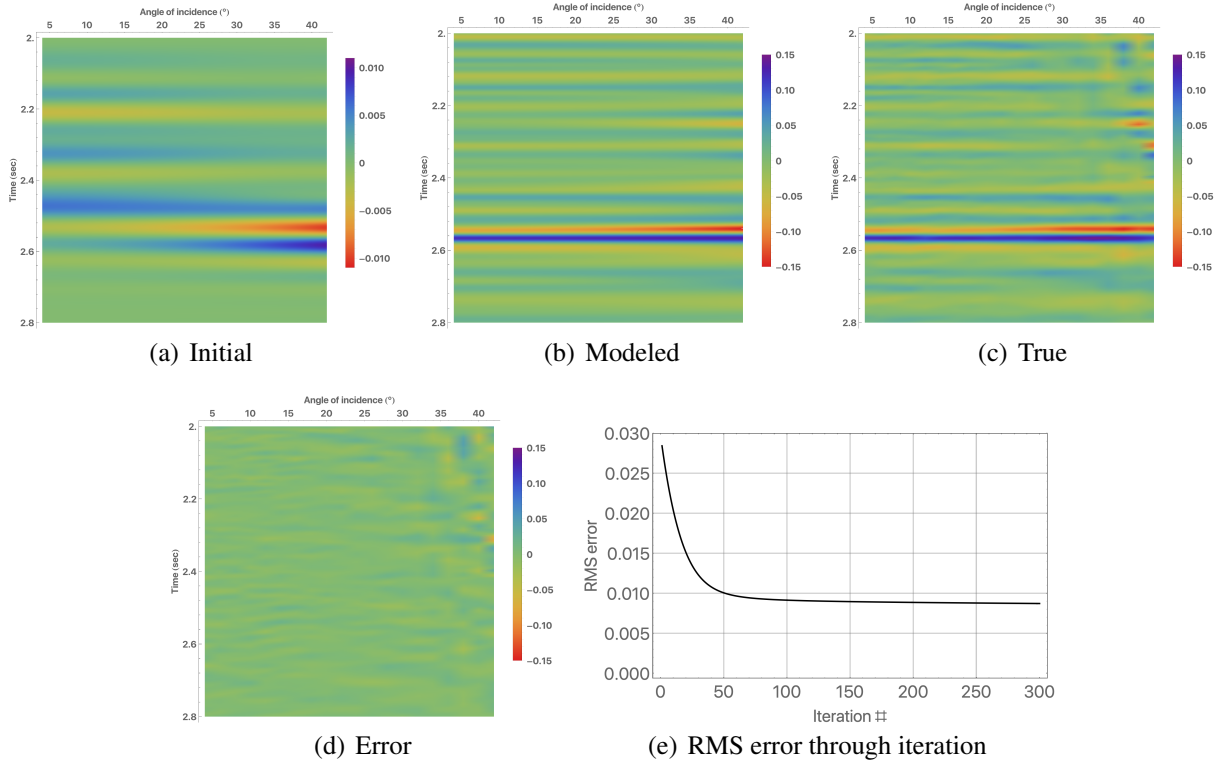 Angle of incidence (°)
5 10 15 20 25 30 35 40
2.
2.2
2.4
2.6
2.8
Time (sec)
0.010
0.005
0
−0.005
−0.010
(a) Initial
Angle of incidence (°)
5 10 15 20 25 30 35 40
2.
2.2
2.4
2.6
2.8
Time (sec)
0.15
0.10
0.05
0
−0.05
−0.10
−0.15
(b) Modeled
Angle of incidence (°)
5 10 15 20 25 30 35 40
2.
2.2
2.4
2.6
2.8
Time (sec)
0.15
0.10
0.05
0
−0.05
−0.10
−0.15
(c) True
Angle of incidence (°)
5 10 15 20 25 30 35 40
2.
2.2
2.4
2.6
2.8
Time (sec)
0.15
0.10
0.05
0
−0.05
−0.10
−0.15
(d) Error
0.030
0.025
0.020
0.015
0.010
0.005
0.000
RMS error
0 50 100 150 200 250 300
Iteration #
(e) RMS error through iteration